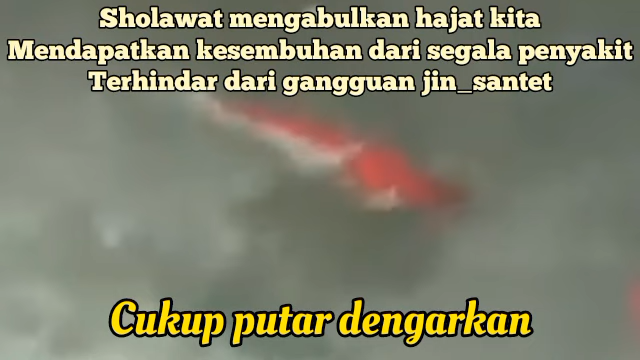 Sholawat mengabulkan hajat kita
Mendapatkan kesembuhan dari segala penyakit
Terhindar dari gangguan jin_santet
Cukup putar dengarkan